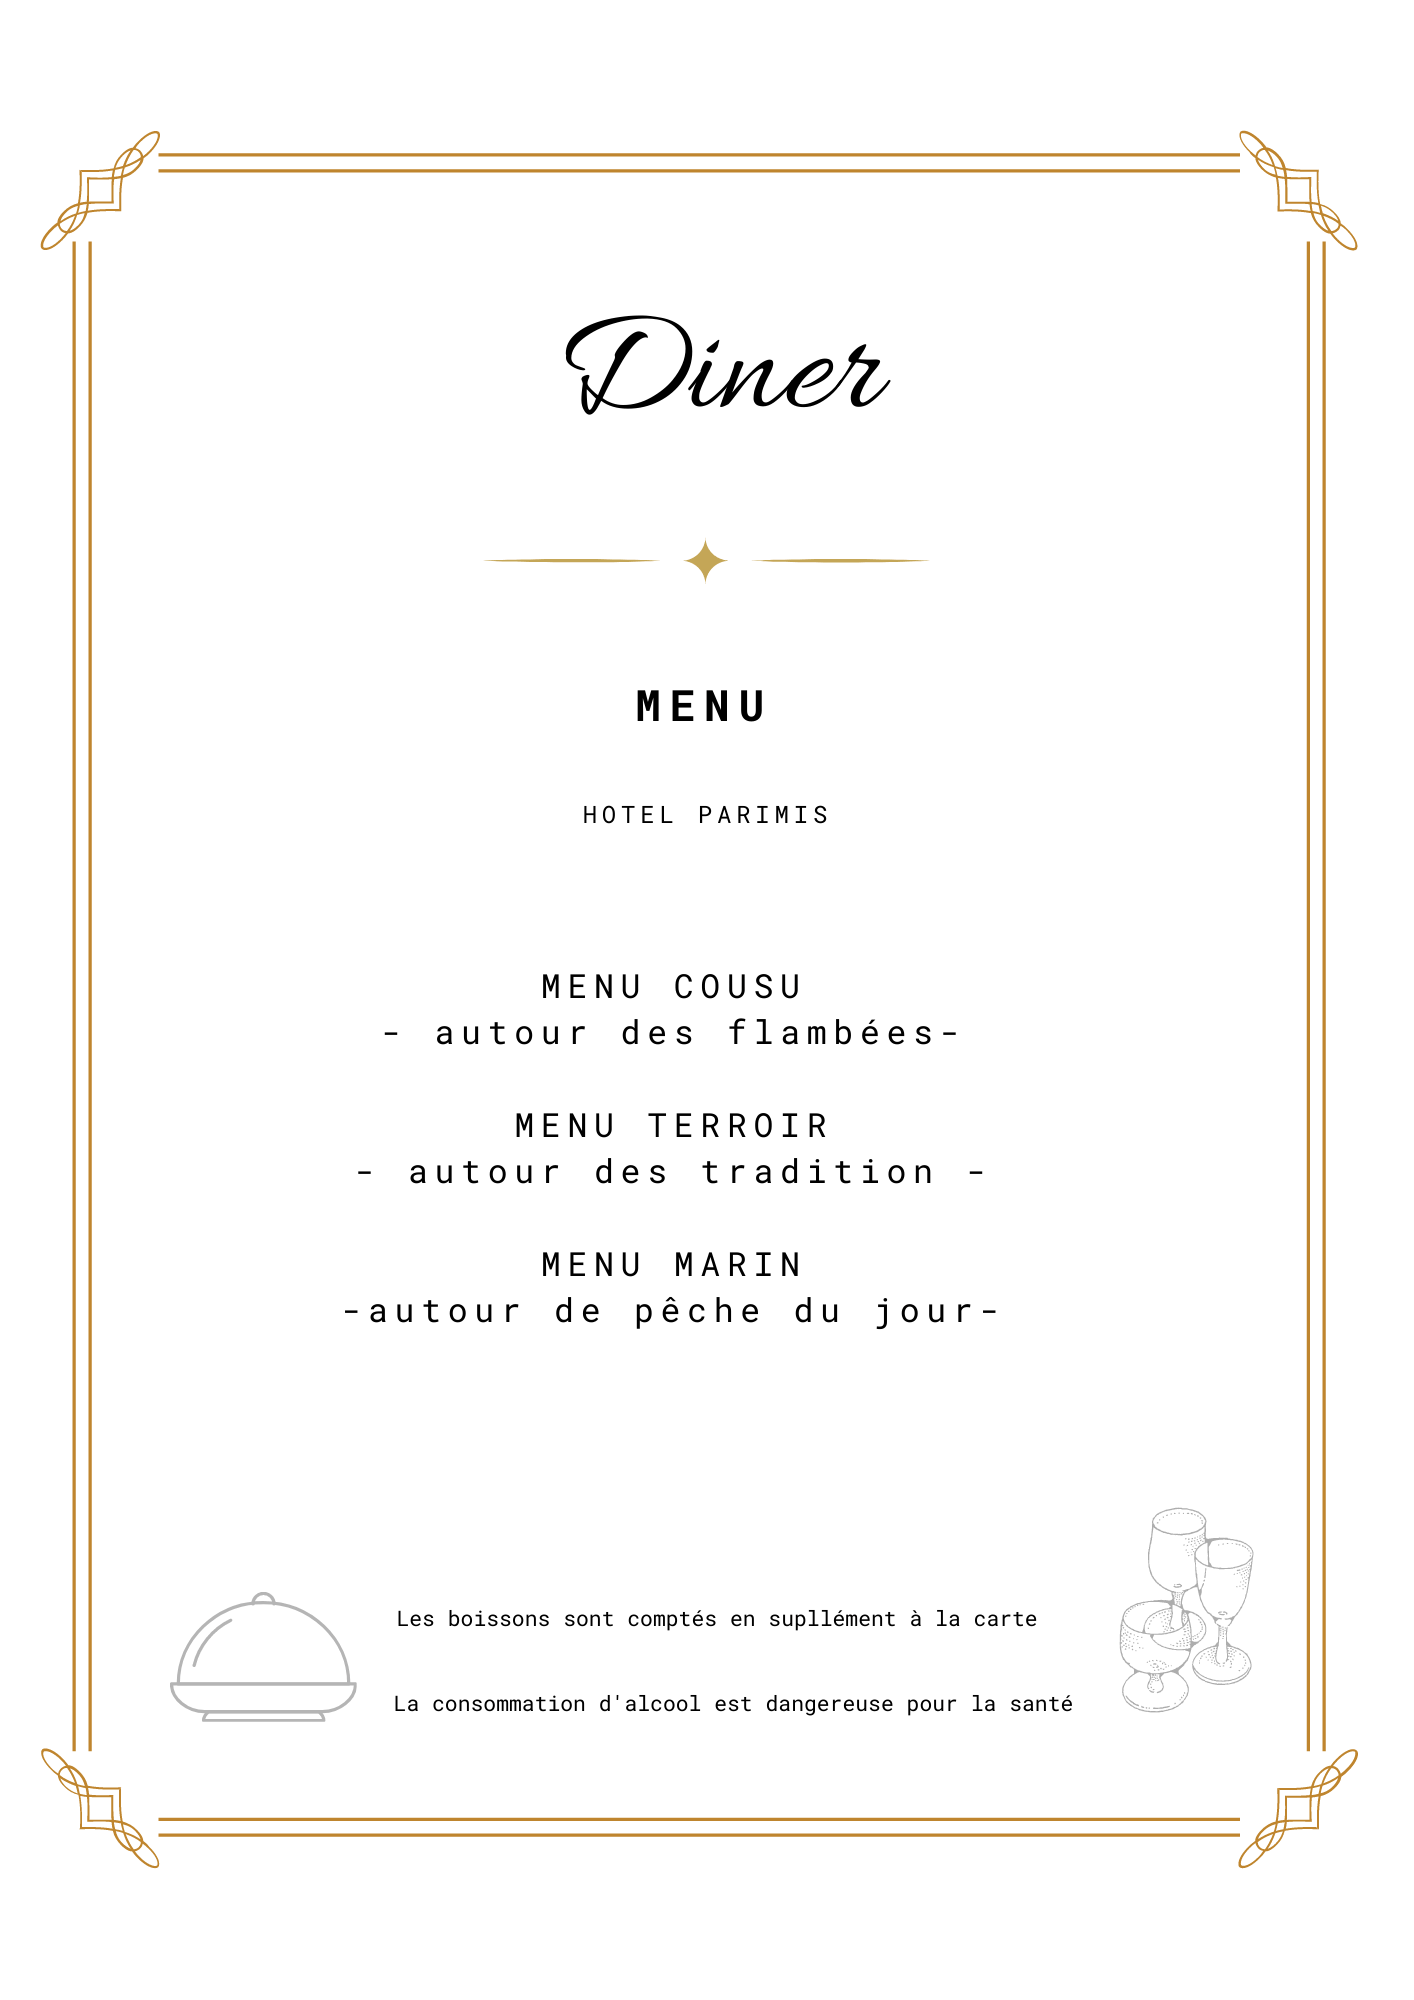 Diner
MENU
HOTEL PARIMIS
MENU COUSU
- autour des flambées-
MENU TERROIR
- autour des tradition -
MENU MARIN
-autour de pêche du jour-
Les boissons sont comptés en supllément à la carte
La consommation d'alcool est dangereuse pour la santé